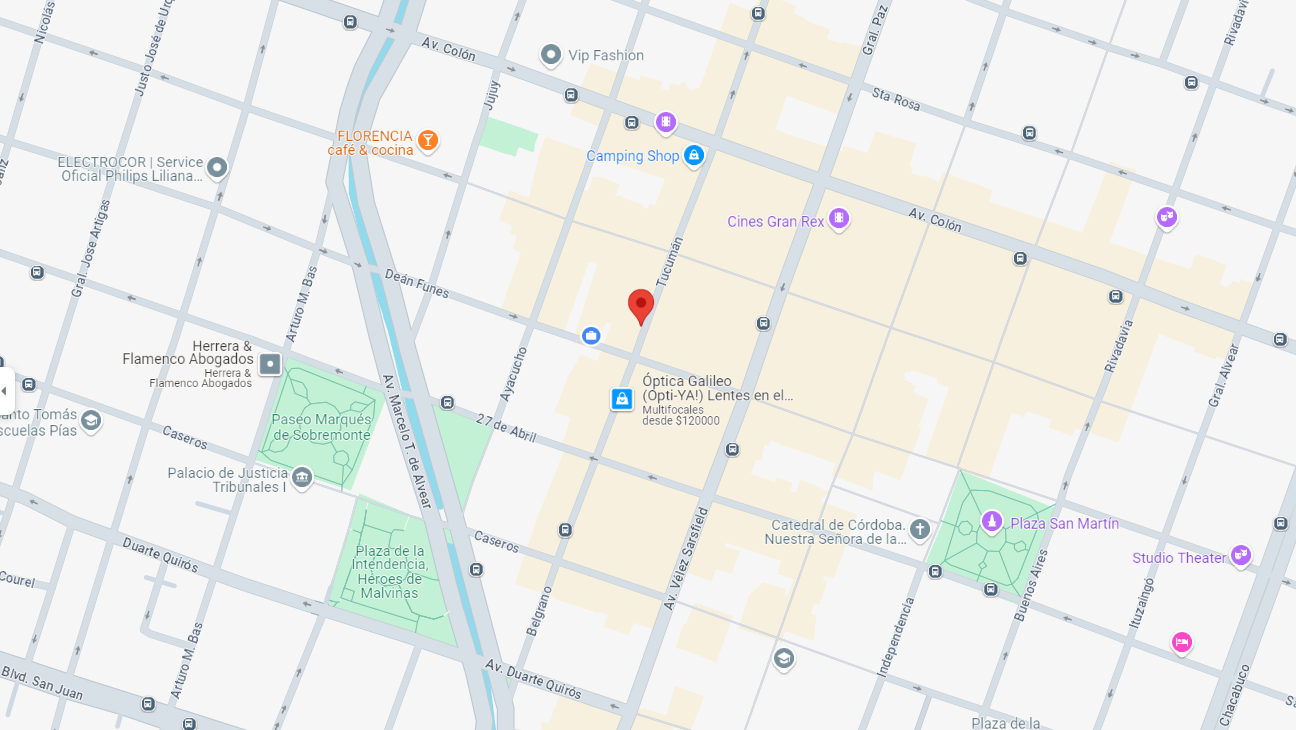 Nicolás
Justo José de Urq
Av. Colón
Vip Fashion
Gral. Paz
Rivadavia
Jujuy
Sta Rosa
FLORENCIA
café & cocina
ELECTROCOR | Service
Oficial Philips Liliana...
Camping Shop
Cines Gran Rex
Av. Colón
Gral. Jose Artigas
Arturo M. Bas
Deán Funes
Tucumán
Herrera &
Flamenco Abogados
Herrera &
Flamenco Abogados
Ayacucho
Rivadavia
Gral. Alvear
Óptica Galileo
(Opti-YA!) Lentes en el...
Multifocales
desde $120000
anto Tomás
scuelas Pías
Caseros
Paseo Marqués
de Sobremonte
Av. Marcelo T. de Alvear
27 de Abril
Palacio de Justicia
Tribunales I
Duarte Quirós
Plaza de la
Intendencia,
Héroes de
Malvinas
Caseros
Av. Vélez Sarsfield
Catedral de Córdoba.
Nuestra Señora de la...
Plaza San Martín
Studio Theater
Courel
Belgrano
Independencia
Buenos Aires
Ituzaingó
Arturo M. Bas
Blvd. San Juan
Av. Duarte Quirós
Chacabuco
Plaza de la